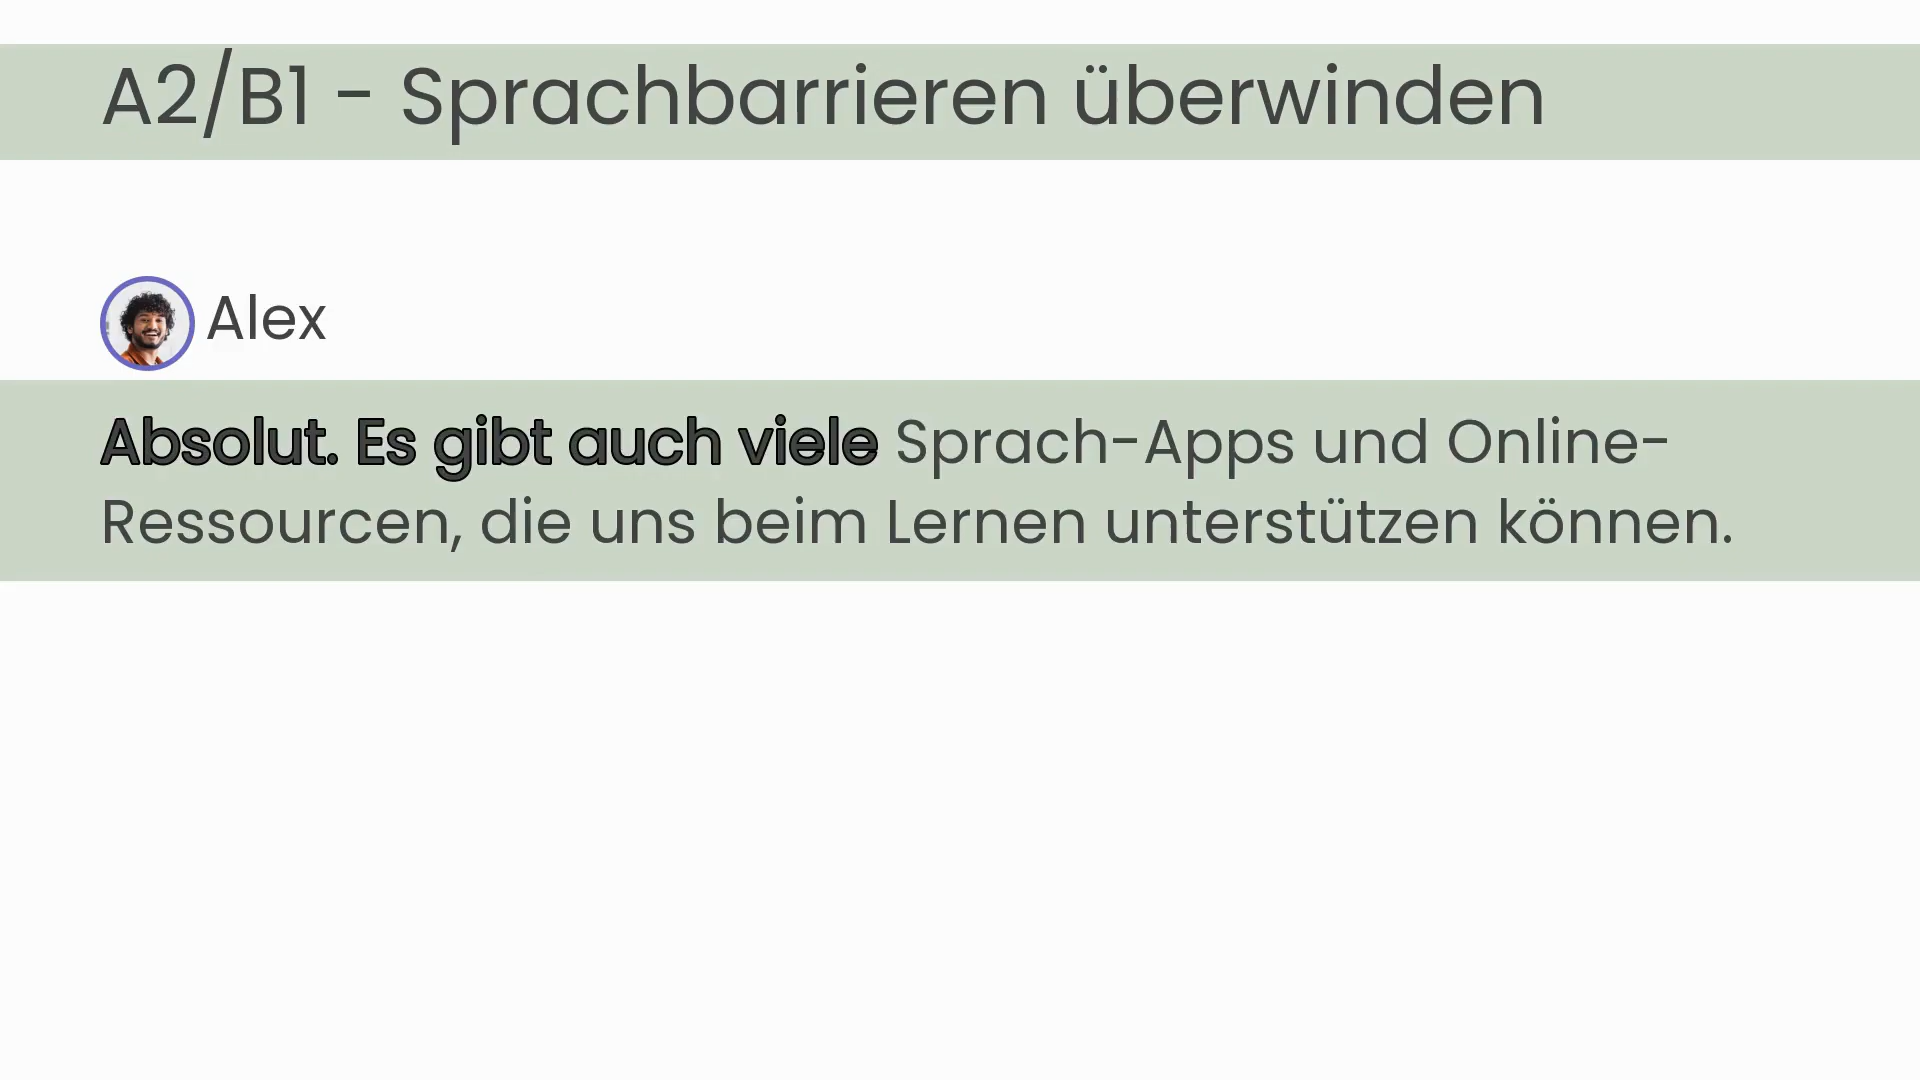 A2/B1 - Sprachbarrieren überwinden
Alex
Absolut. Es gibt auch viele Sprach-Apps und Online-
Ressourcen, die uns beim Lernen unterstützen können.